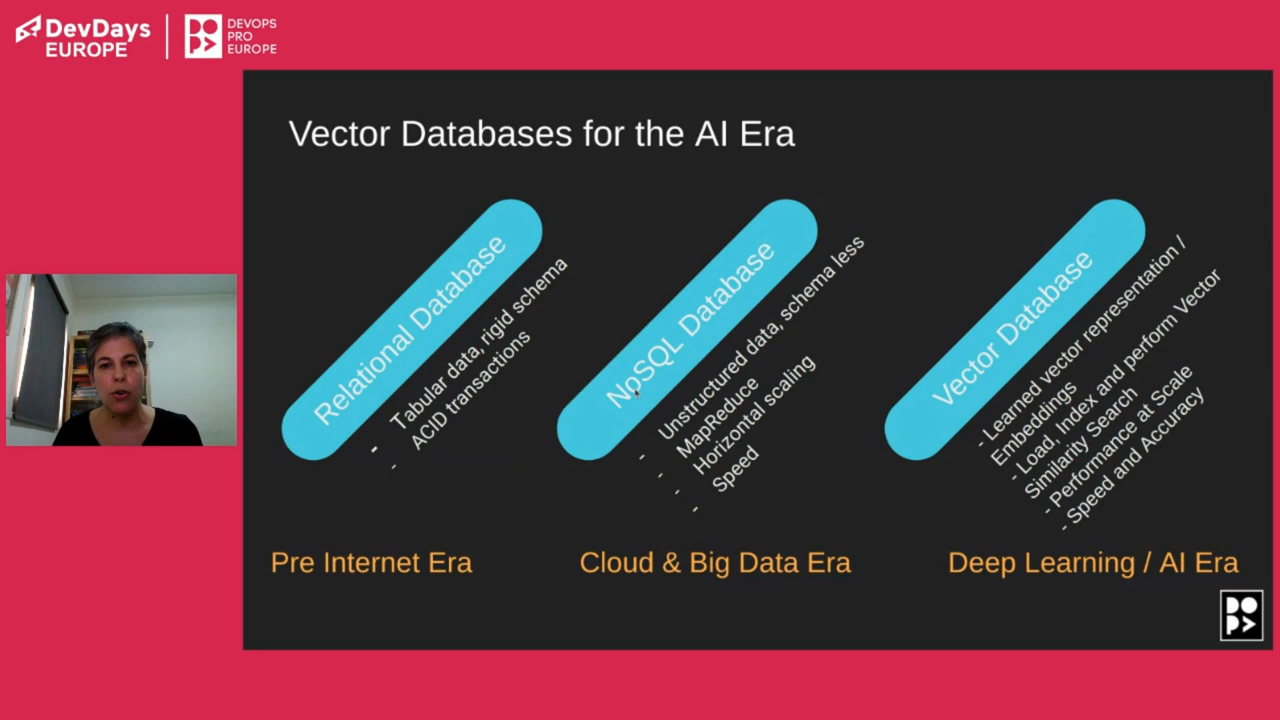 DevDays
EUROPE
DEVOPS
PRO
EUROPE
Vector Databases for the AI Era
Relational Database
- Tabular data, rigid schema
- ACID transactions
NoSQL Database
- Unstructured data, schema less
- MapReduce
- Horizontal scaling
- Speed
Vector Database
- Learned vector representation /
Embeddings
- Load, Index and perform Vector
Similarity Search
- Performance at Scale
- Speed and Accuracy
Pre Internet Era
Cloud & Big Data Era
Deep Learning / AI Era